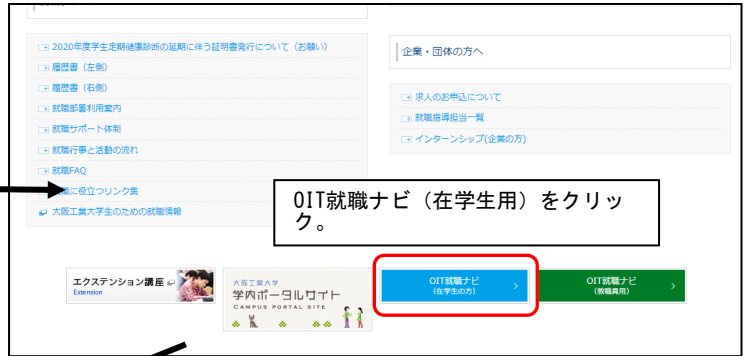 2020年度学生定期健康診断の延期に伴う証明書発行について（お願い）
履歴書（左側）
履歴書（右側）
就職部署利用案内
就職サポート体制
就職行事と活動の流れ
就職FAQ
に役立つリンク集
大阪工業大学生のための就職情報
企業・団体の方へ
求人のお申込について
就職指導担当一覧
インターンシップ(企業の方)
OIT就職ナビ（在学生用）をクリッ
ク。
エクステンション講座
Extension
大阪工業大学
学内ポータルサイト
CAMPUS PORTAL SITE
OIT就職ナビ
(在学生の方)
OIT就職ナビ
(教職員用)